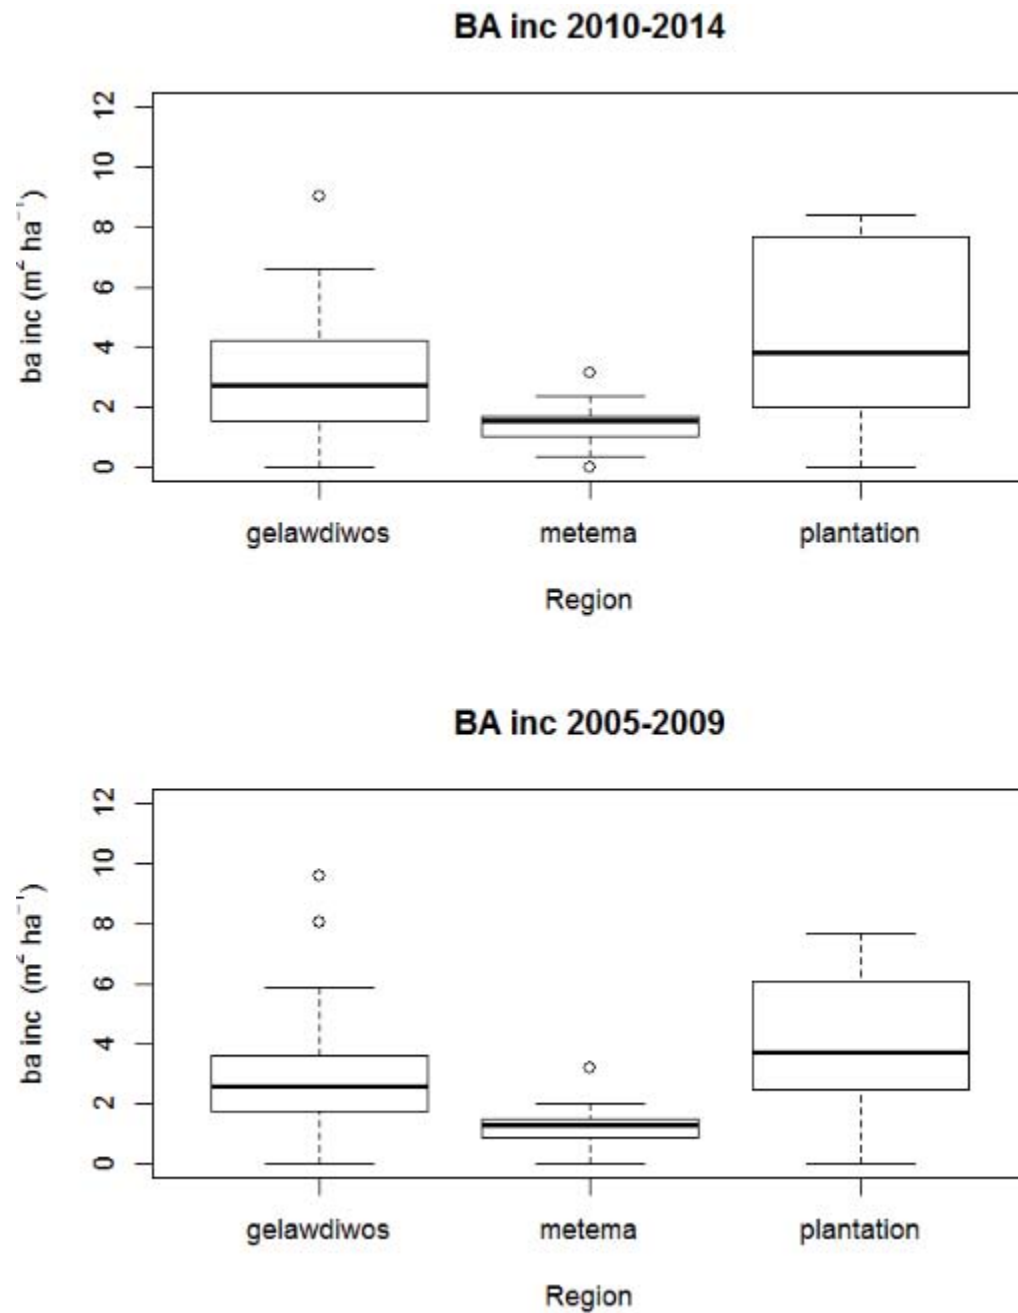 BA inc 2010-2014
12
10
8
6
4
2
0
ba inc (m² ha⁻¹)
gelawdiwos metema plantation
Region
BA inc 2005-2009
12
10
8
6
4
2
0
ba inc (m² ha⁻¹)
gelawdiwos metema plantation
Region